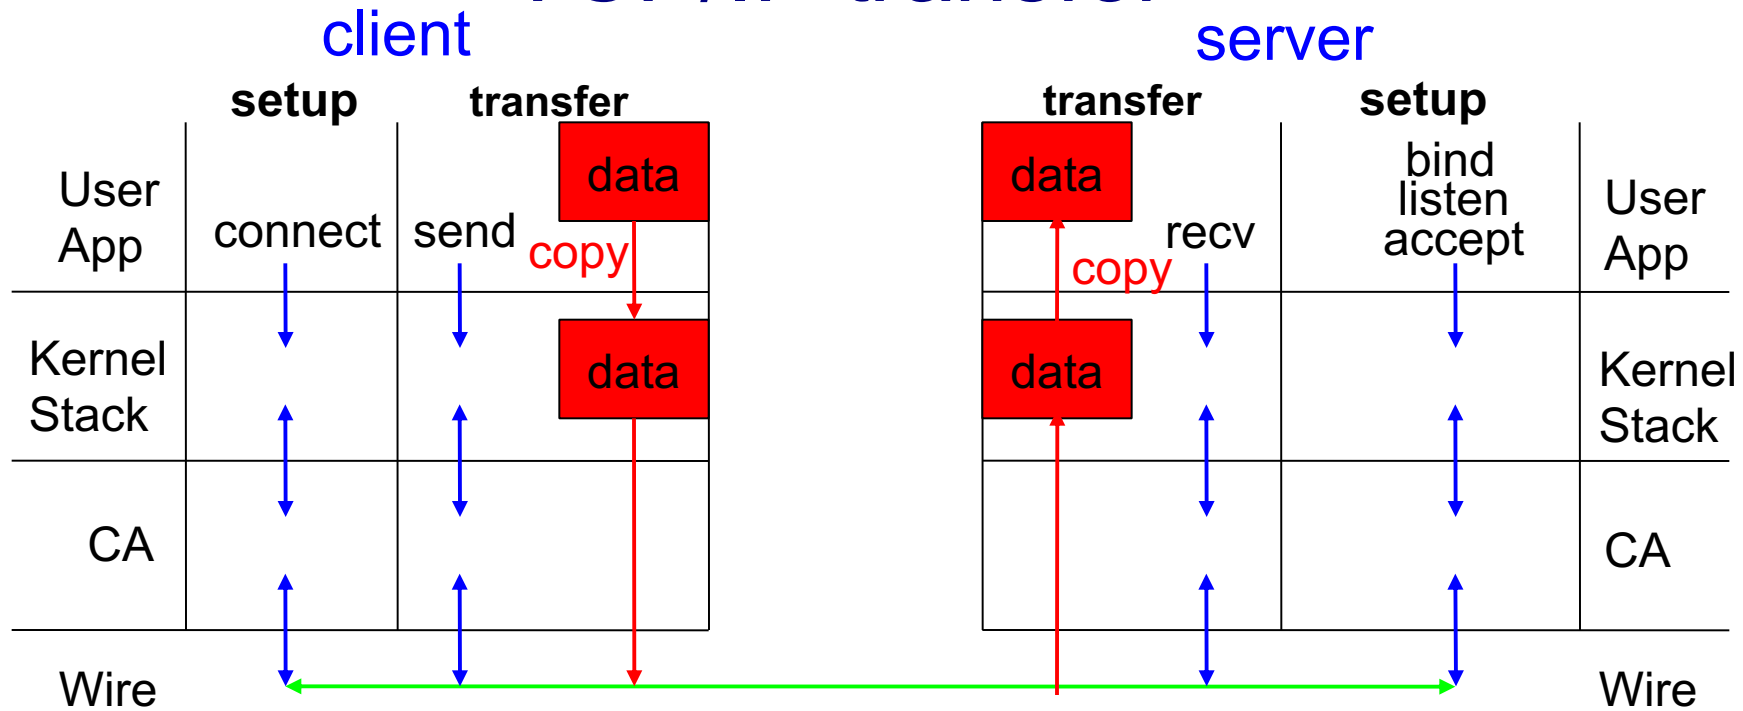 client
server
setup
transfer
transfer
setup
User
App
connect
send
data
copy
data
copy
recv
bind
listen
accept
User
App
Kernel
Stack
data
data
Kernel
Stack
CA
CA
Wire
Wire